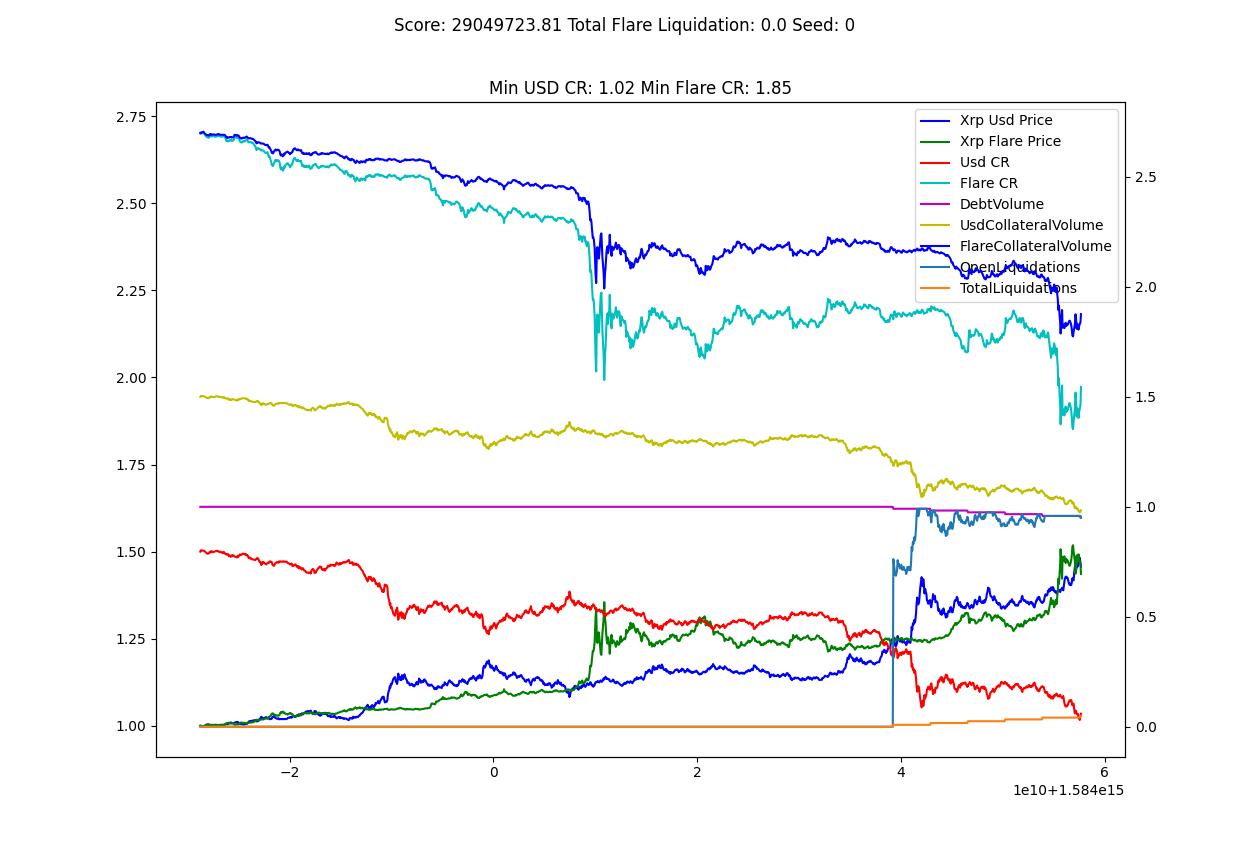 Score: 29049723.81 Total Flare Liquidation: 0.0 Seed: 0
Min USD CR: 1.02 Min Flare CR: 1.85
Xrp Usd Price
Xrp Flare Price
Usd CR
Flare CR
DebtVolume
UsdCollateralVolume
FlareCollateralVolume
OpenLiquidations
TotalLiquidations
2.75
2.50
2.25
2.00
1.75
1.50
1.25
1.00
2.5
2.0
1.5
1.0
0.5
0.0
−2
0
2
4
6
1e10+1.584e15